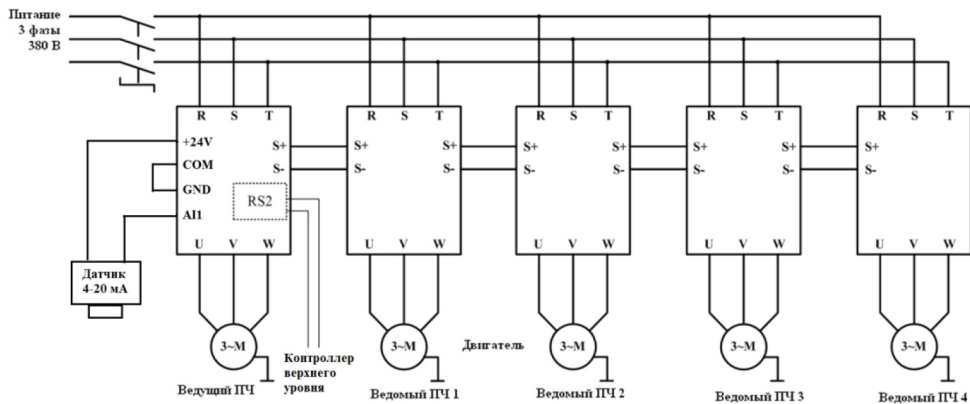 Питание
3 фазы
380 В
R S T R S T R S T R S T R S T
+24V
COM
GND
AI1
S+ S+ S+ S+ S+ S+ S+ S+
S- S- S- S- S- S- S- S-
RS2
U V W U V W U V W U V W U V W
Датчик
4-20 мА
3~М 3~М 3~М 3~М 3~М
Двигатель
Контроллер
верхнего
уровня
Ведущий ПЧ Ведомый ПЧ 1 Ведомый ПЧ 2 Ведомый ПЧ 3 Ведомый ПЧ 4